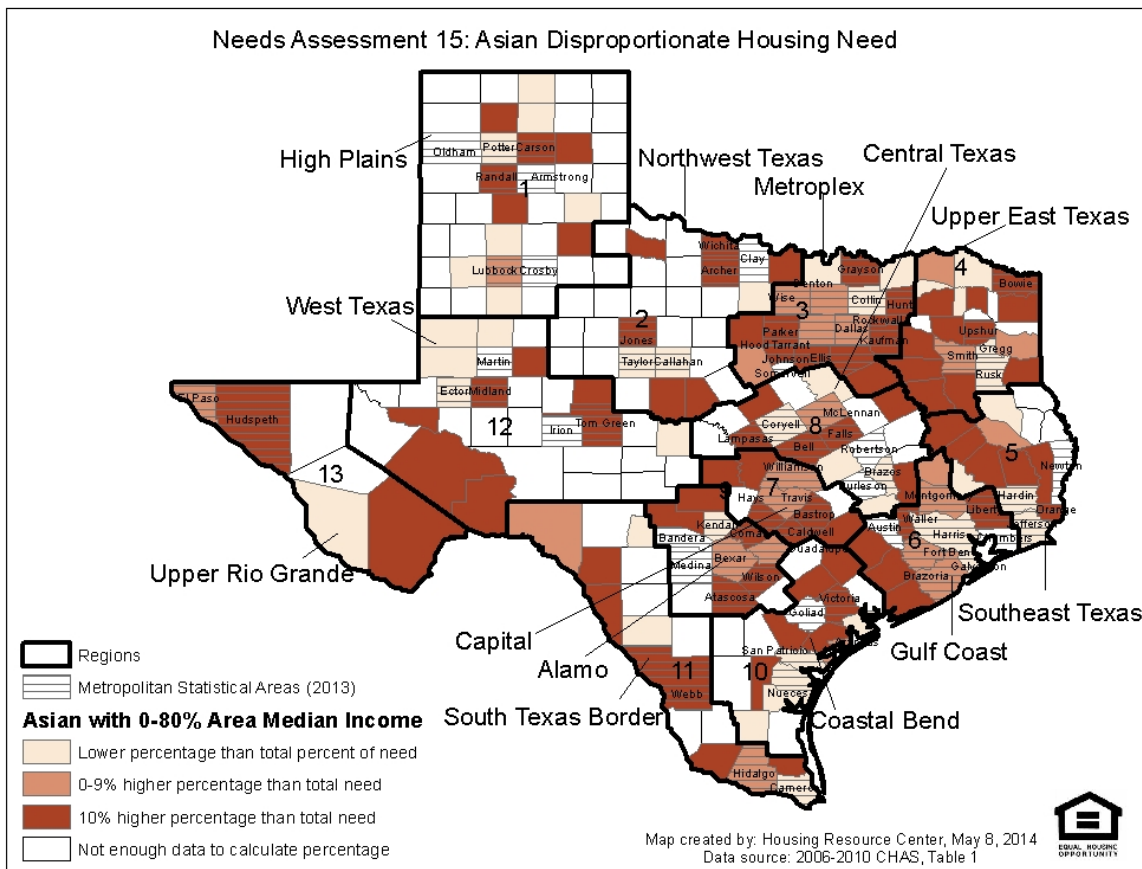 Needs Assessment 15: Asian Disproportionate Housing Need
High Plains
Northwest Texas
Central Texas
Metroplex
Upper East Texas
West Texas
Upper Rio Grande
Capital
Alamo
South Texas Border
Coastal Bend
Gulf Coast
Southeast Texas
1
2
3
4
5
6
7
8
9
10
11
12
13
Oldham
Potter
Carson
Randall
Armstrong
Lubbock
Crosby
Wichita
Clay
Archer
Jones
Taylor
Callahan
Martin
Ector
Midland
Irion
Tom Green
El Paso
Hudspeth
Denton
Grayson
Wise
Collin
Hunt
Rockwall
Parker
Dallas
Kaufman
Hood
Tarrant
Johnson
Ellis
Somervell
Bowie
Upshur
Gregg
Smith
Rusk
McLennan
Coryell
Falls
Lampasas
Bell
Robertson
Brazos
Burleson
Williamson
Travis
Hays
Bastrop
Caldwell
Newton
Hardin
Orange
Jefferson
Montgomery
Liberty
Waller
Austin
Harris
Chambers
Fort Bend
Galveston
Brazoria
Kendall
Comal
Bandera
Guadalupe
Bexar
Medina
Wilson
Atascosa
Victoria
Goliad
San Patricio
Nueces
Webb
Hidalgo
Cameron
Regions
Metropolitan Statistical Areas (2013)
Asian with 0-80% Area Median Income
Lower percentage than total percent of need
0-9% higher percentage than total need
10% higher percentage than total need
Not enough data to calculate percentage
Map created by: Housing Resource Center, May 8, 2014
Data source: 2006-2010 CHAS, Table 1
EQUAL HOUSING
OPPORTUNITY